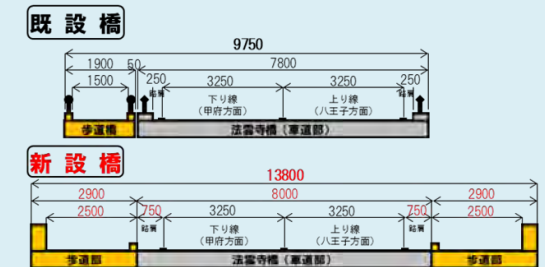 既設橋
9750
1900 50 7800
1500 250 3250 3250 250
路肩 下り線 上り線 路肩
（甲府方面） （八王子方面）
歩道橋 法雲寺橋（車道部）
新設橋
13800
2900 8000 2900
2500 750 3250 3250 750 2500
路肩 下り線 上り線 路肩
（甲府方面） （八王子方面）
歩道部 法雲寺橋（車道部） 歩道部